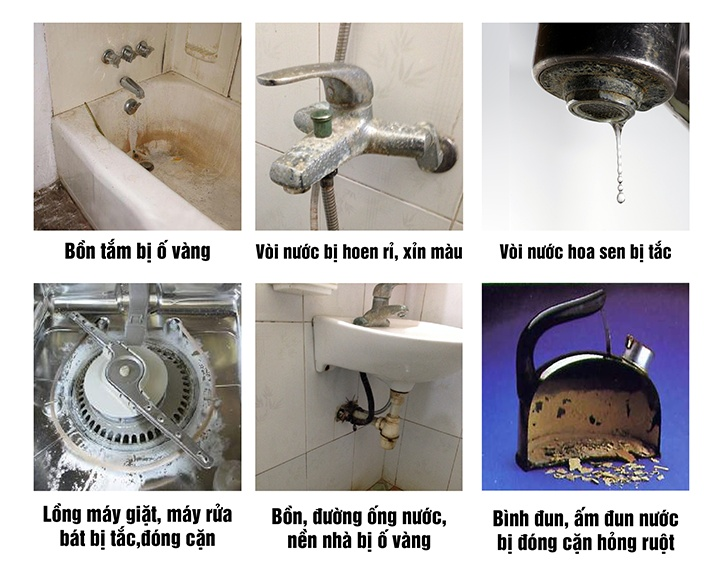 Bồn tắm bị ố vàng
Vòi nước bị hoen rỉ, xỉn màu
Vòi nước hoa sen bị tắc
Lồng máy giặt, máy rửa
bát bị tắc,đóng cặn
Bồn, đường ống nước,
nền nhà bị ố vàng
Bình đun, ấm đun nước
bị đóng cặn hỏng ruột